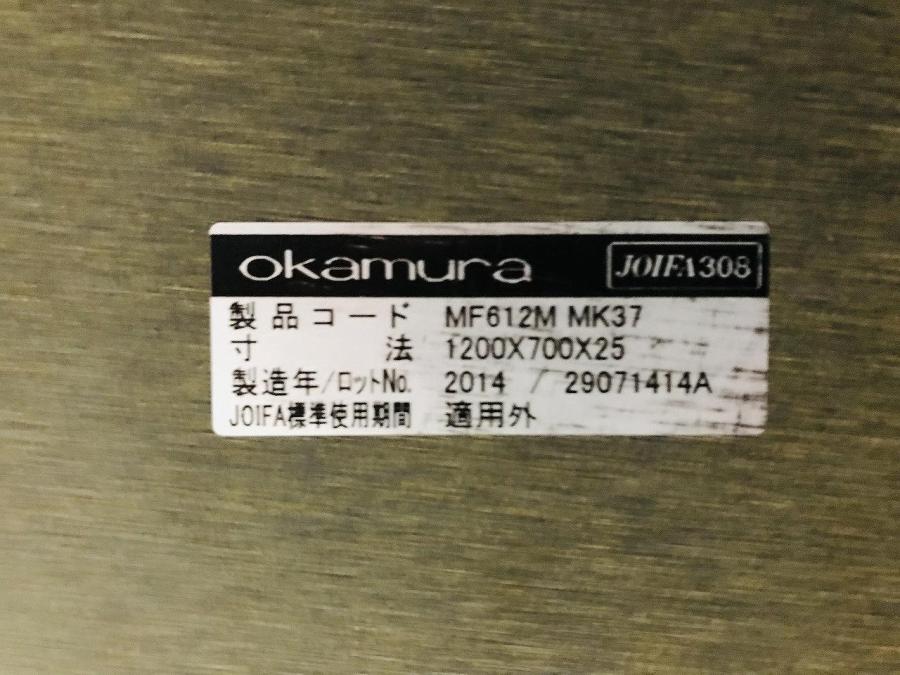 okamura JOIFA308
製品コード MF612M MK37
寸法 1200X700X25
製造年/ロットNo. 2014 / 29071414A
JOIFA標準使用期間 適用外